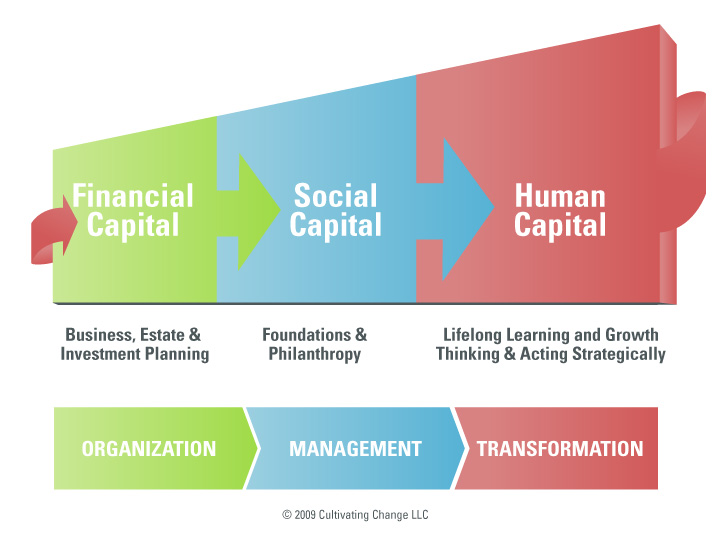 Financial
Capital
Social
Capital
Human
Capital
Business, Estate &
Investment Planning
Foundations &
Philanthropy
Lifelong Learning and Growth
Thinking & Acting Strategically
ORGANIZATION
MANAGEMENT
TRANSFORMATION
© 2009 Cultivating Change LLC